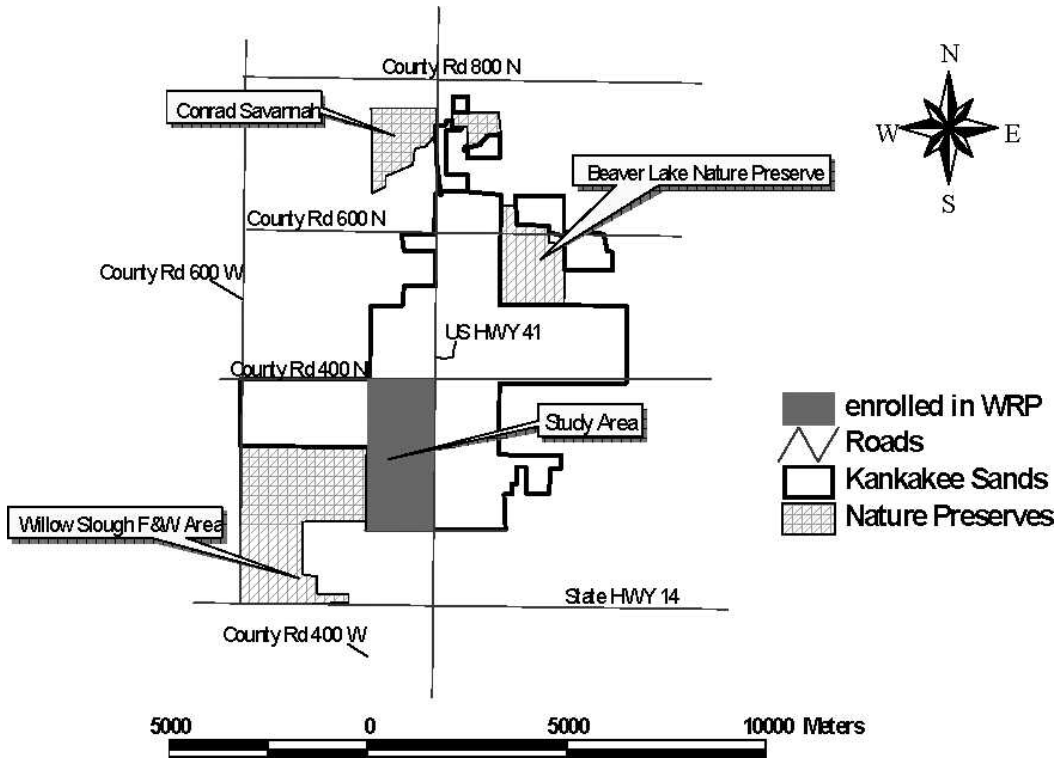 County Rd 800 N
N
Conrad Savannah
W
E
Beaver Lake Nature Preserve
S
County Rd 600 N
County Rd 600 W
US HWY 41
County Rd 400 N
enrolled in WRP
Study Area
Roads
Kankakee Sands
Willow Slough F&W Area
Nature Preserves
State HWY 14
County Rd 400 W
5000 0 5000 10000 Meters